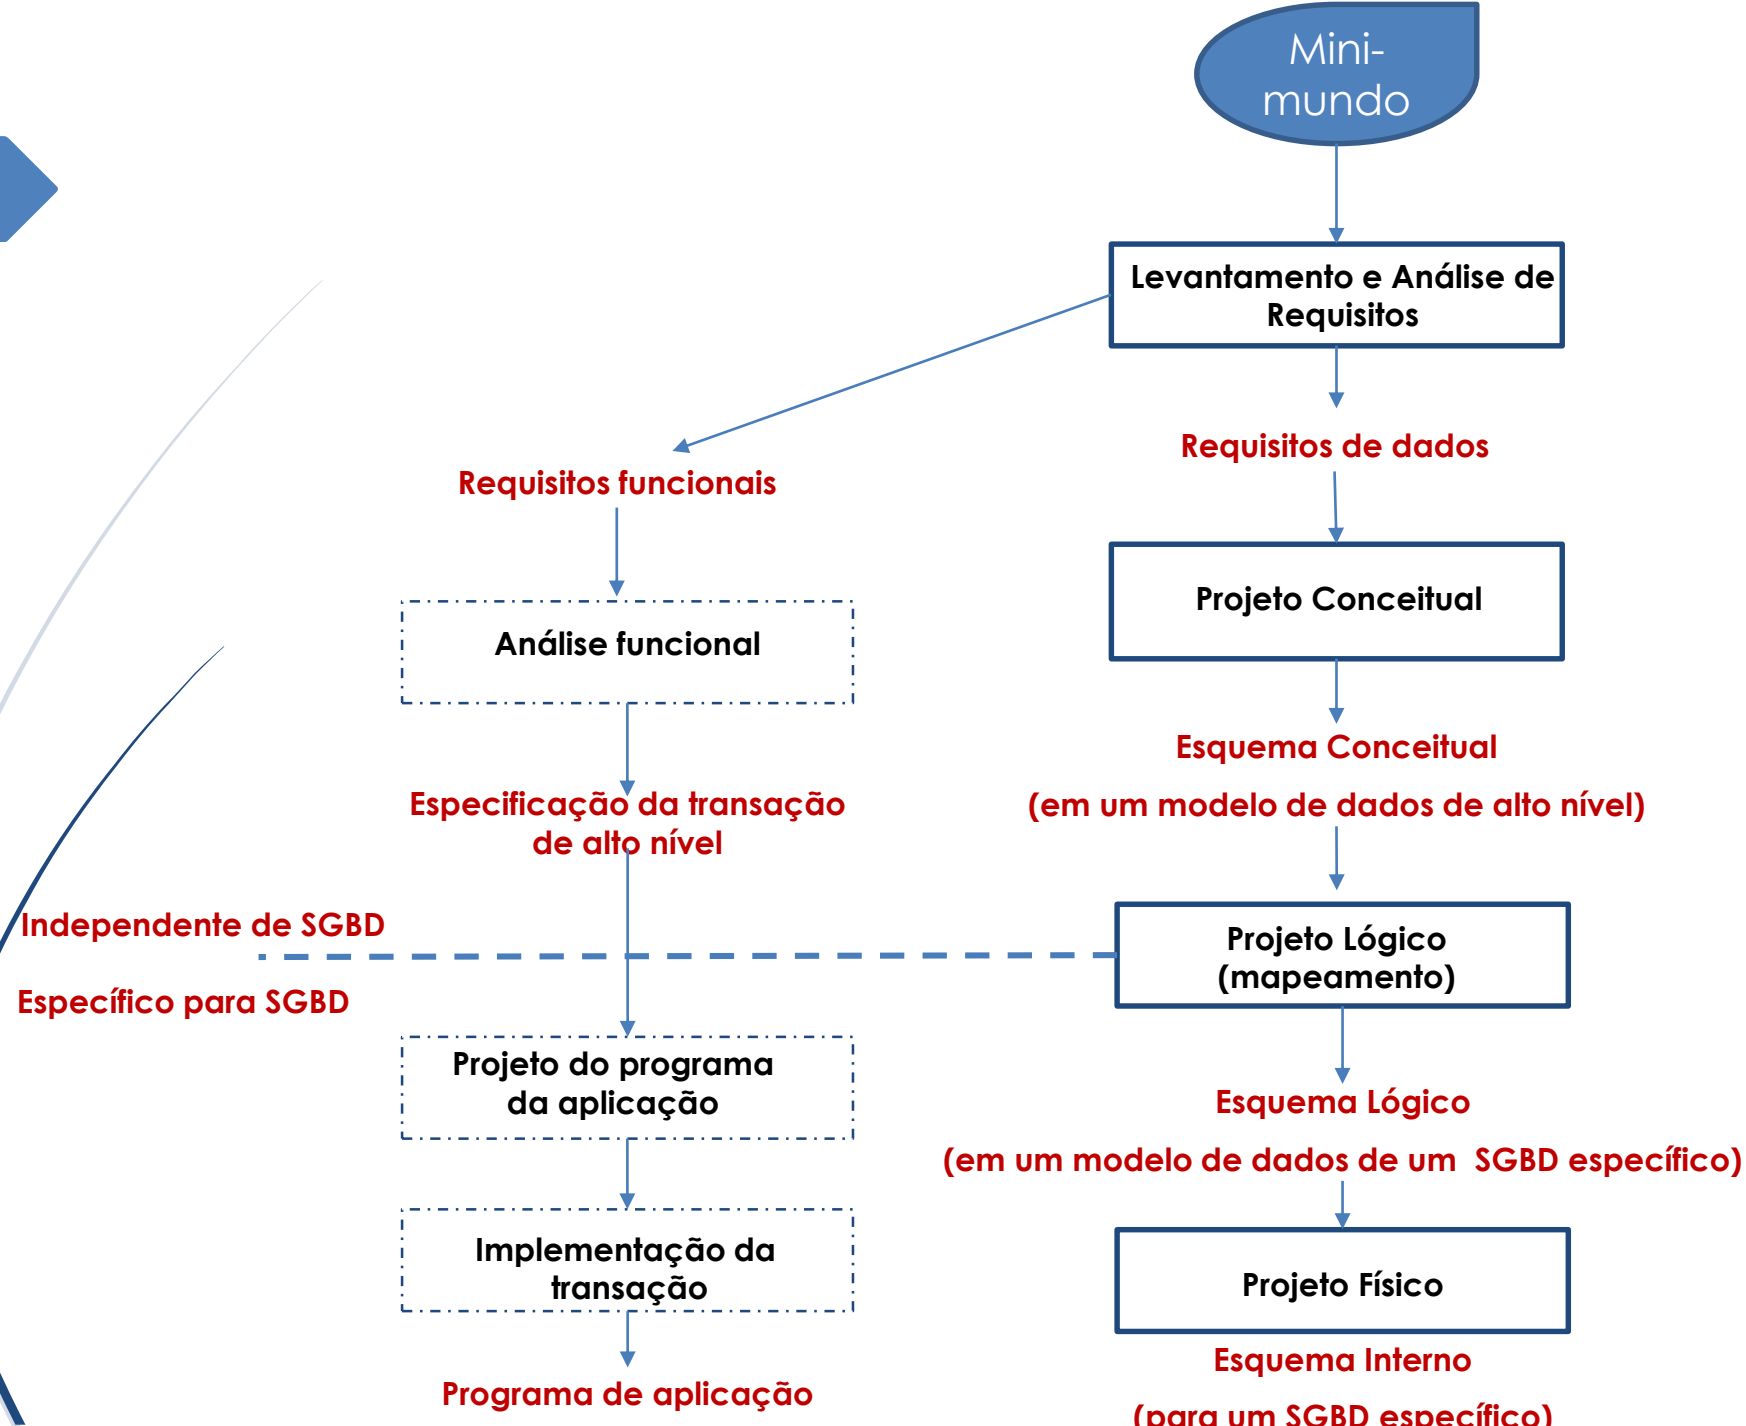 Mini-
mundo
Levantamento e Análise de
Requisitos
Requisitos de dados
Requisitos funcionais
Projeto Conceitual
Análise funcional
Esquema Conceitual
(em um modelo de dados de alto nível)
Especificação da transação
de alto nível
Independente de SGBD
Projeto Lógico
(mapeamento)
Específico para SGBD
Projeto do programa
da aplicação
Esquema Lógico
(em um modelo de dados de um SGBD específico)
Implementação da
transação
Projeto Físico
Esquema Interno
Programa de aplicação
(para um SGBD específico)